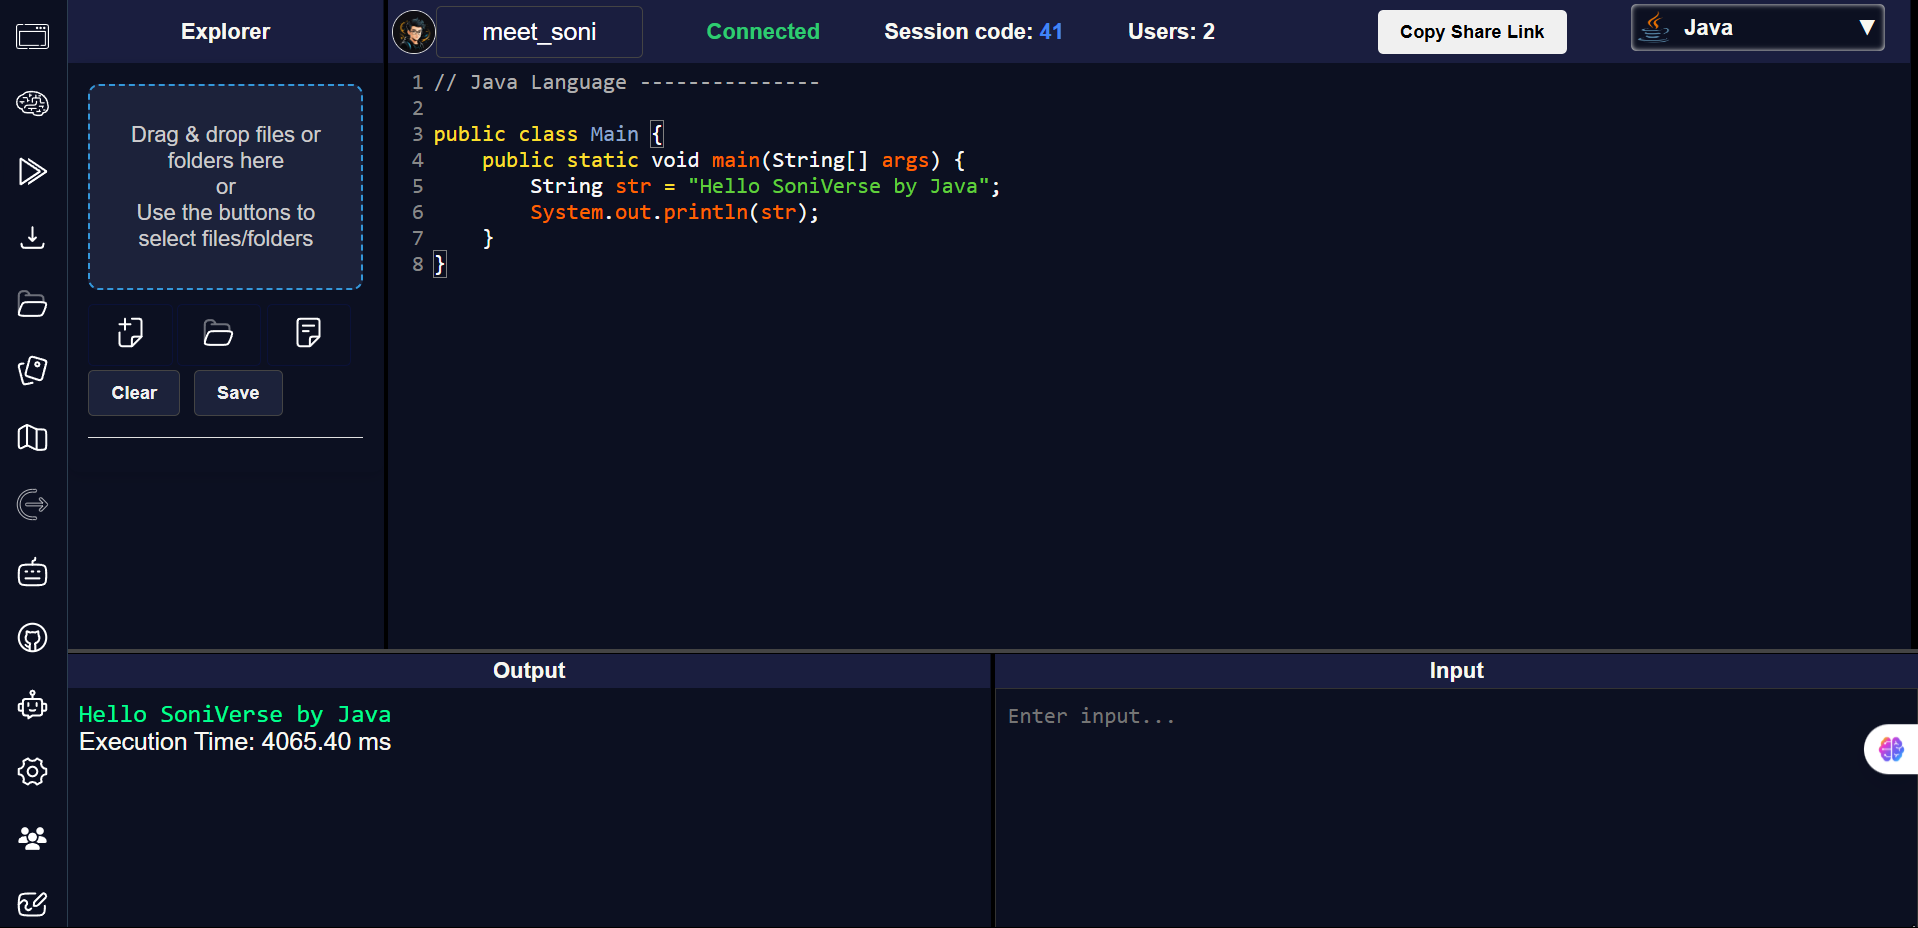 Explorer
meet_soni
Connected
Session code: 41
Users: 2
Copy Share Link
Java
▼
Drag & drop files or
folders here
or
Use the buttons to
select files/folders
Clear
Save
1 // Java Language ---------------
2
3 public class Main {
4     public static void main(String[] args) {
5         String str = "Hello SoniVerse by Java";
6         System.out.println(str);
7     }
8 }
Output
Hello SoniVerse by Java
Execution Time: 4065.40 ms
Input
Enter input...